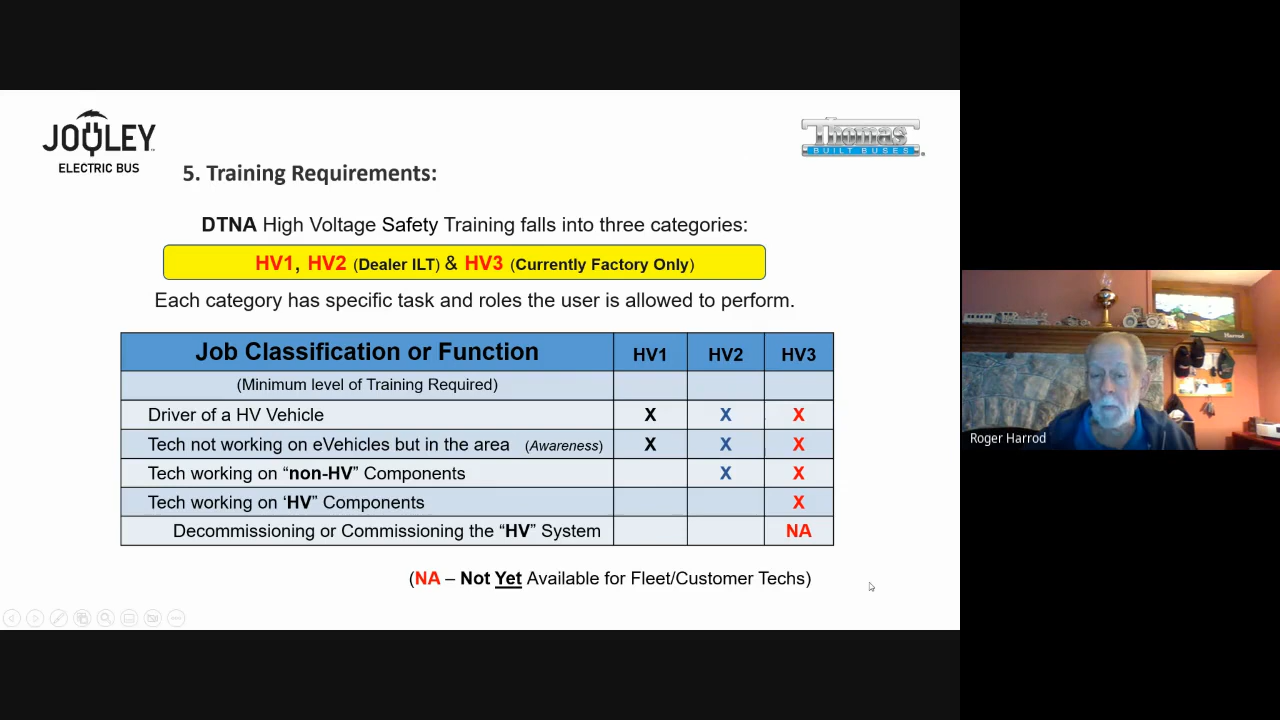 JOULEY
ELECTRIC BUS
Thomas
BUILT BUSES
5. Training Requirements:
DTNA High Voltage Safety Training falls into three categories:
HV1, HV2 (Dealer ILT) & HV3 (Currently Factory Only)
Each category has specific task and roles the user is allowed to perform.
Job Classification or Function HV1 HV2 HV3
(Minimum level of Training Required)
Driver of a HV Vehicle X X X
Tech not working on eVehicles but in the area (Awareness) X X X
Tech working on “non-HV” Components X X
Tech working on ‘HV” Components X
Decommissioning or Commissioning the “HV” System NA
(NA – Not Yet Available for Fleet/Customer Techs)
Harrod
Roger Harrod